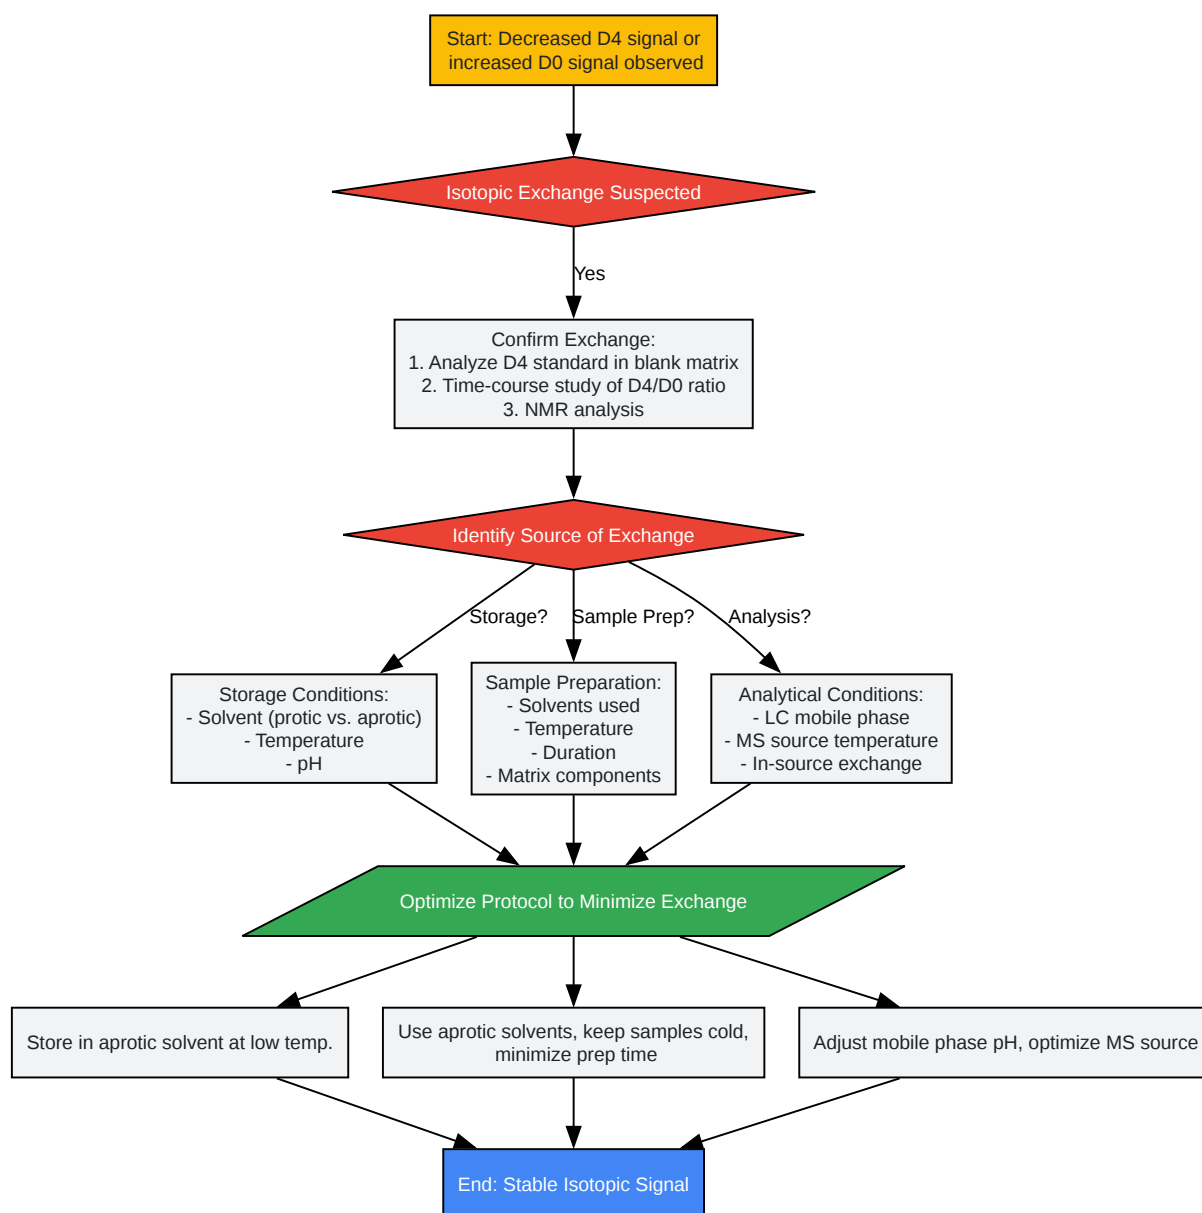 Start: Decreased D4 signal or
increased D0 signal observed
Isotopic Exchange Suspected
Yes
Confirm Exchange:
1. Analyze D4 standard in blank matrix
2. Time-course study of D4/D0 ratio
3. NMR analysis
Identify Source of Exchange
Storage?
Sample Prep?
Analysis?
Storage Conditions:
- Solvent (protic vs. aprotic)
- Temperature
- pH
Sample Preparation:
- Solvents used
- Temperature
- Duration
- Matrix components
Analytical Conditions:
- LC mobile phase
- MS source temperature
- In-source exchange
Optimize Protocol to Minimize Exchange
Store in aprotic solvent at low temp.
Use aprotic solvents, keep samples cold,
minimize prep time
Adjust mobile phase pH, optimize MS source
End: Stable Isotopic Signal